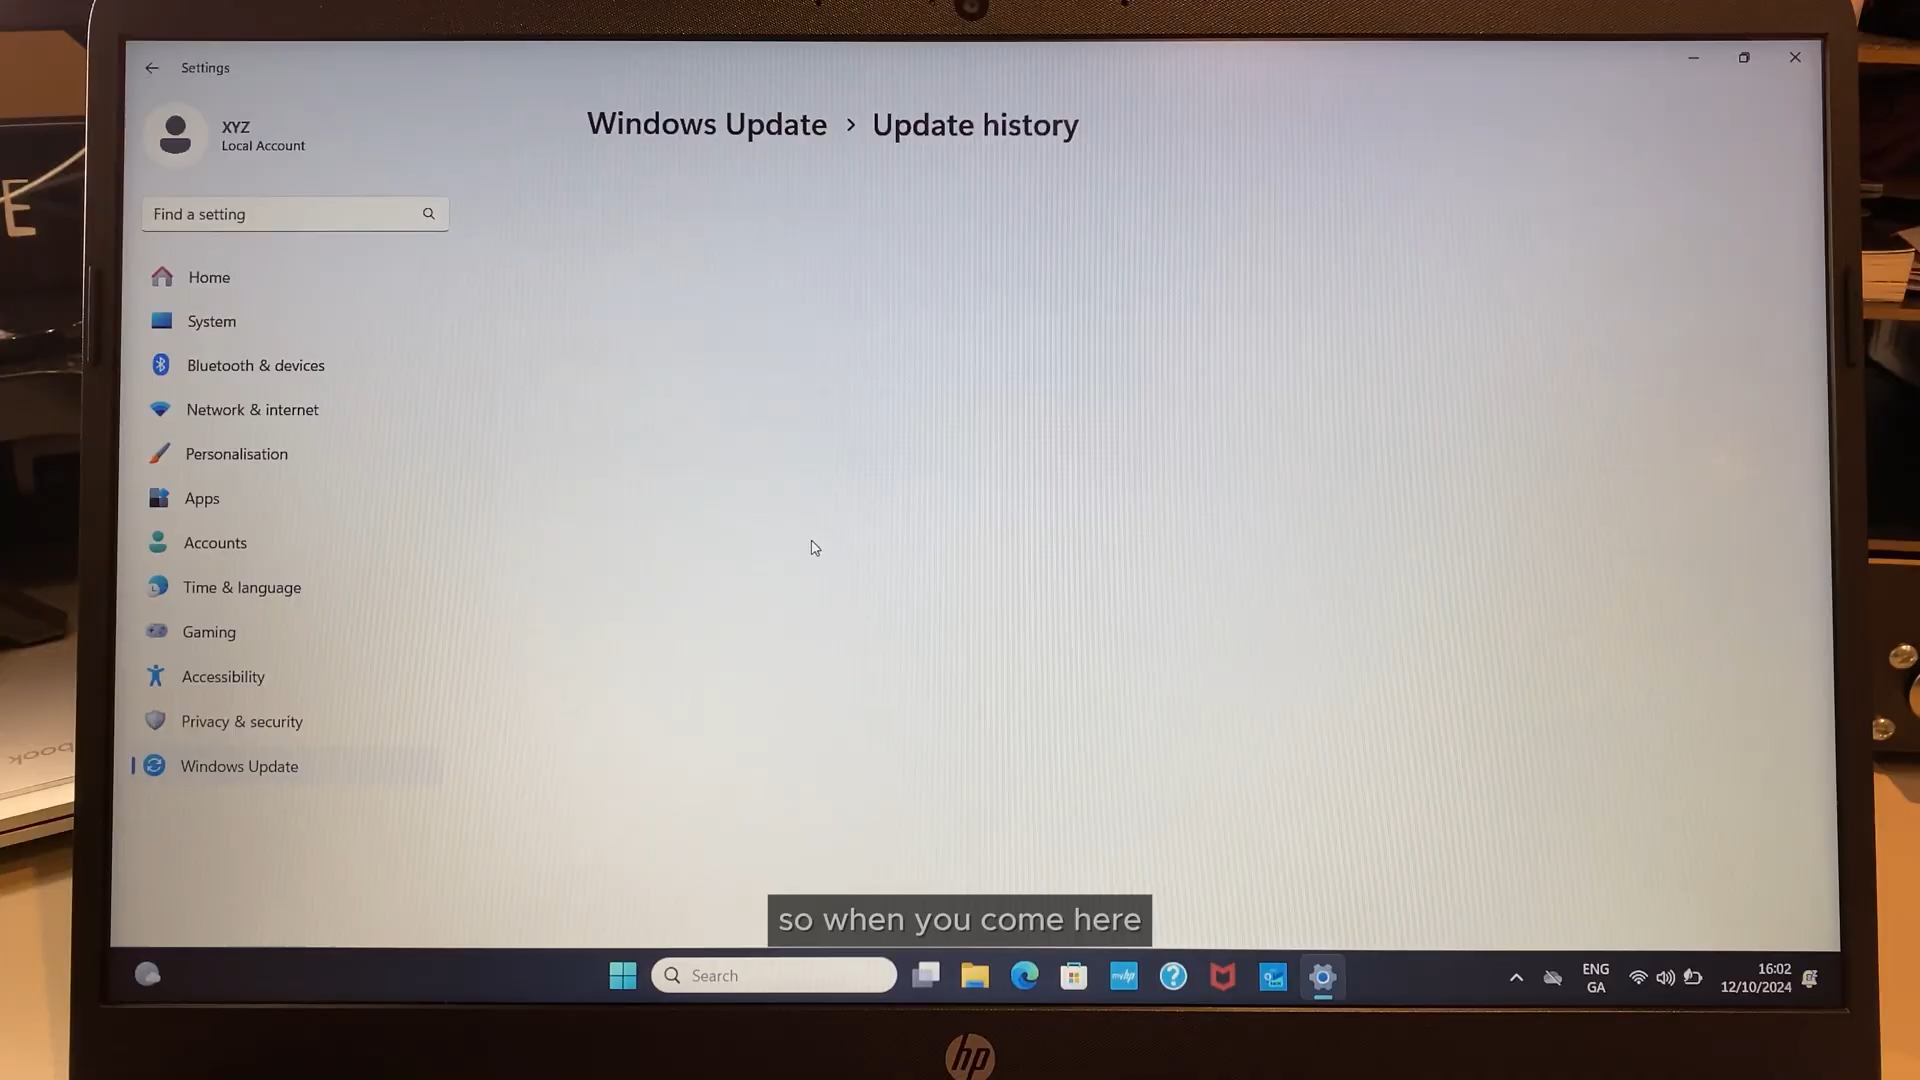 Settings
XYZ
Local Account
Windows Update > Update history
Find a setting
Home
System
Bluetooth & devices
Network & internet
Personalisation
Apps
Accounts
Time & language
Gaming
Accessibility
Privacy & security
Windows Update
so when you come here
Search
myhp
ENG
GA
16:02
12/10/2024
hp
E
book